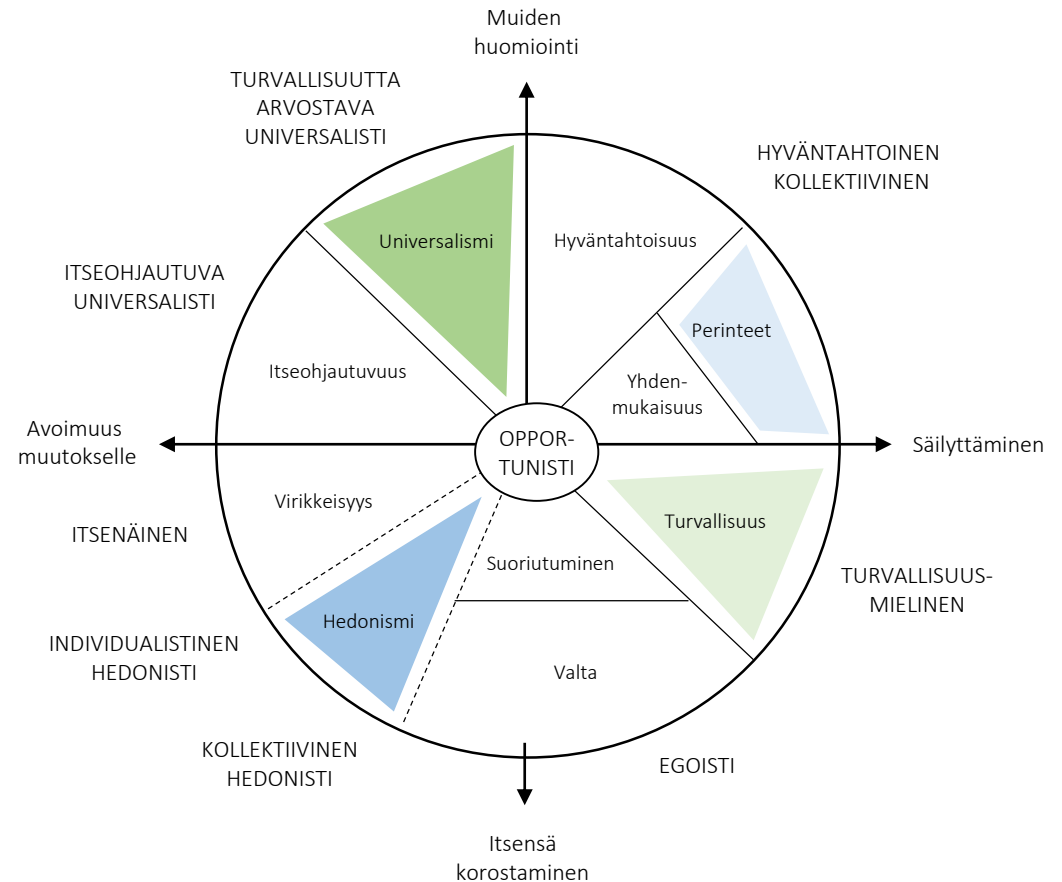 Muiden
huomiointi
TURVALLISUUTTA
ARVOSTAVA
UNIVERSALISTI
HYVÄNTAHTOINEN
KOLLEKTIIVINEN
Universalismi
Hyväntahtoisuus
ITSEOHJAUTUVA
UNIVERSALISTI
Perinteet
Itseohjautuvuus
Yhden-
mukaisuus
Avoimuus
muutokselle
OPPOR-
TUNISTI
Säilyttäminen
Virikkeisyys
Turvallisuus
ITSENÄINEN
Suoriutuminen
TURVALLISUUS-
MIELINEN
Hedonismi
INDIVIDUALISTINEN
HEDONISTI
Valta
KOLLEKTIIVINEN
HEDONISTI
EGOISTI
Itsensä
korostaminen